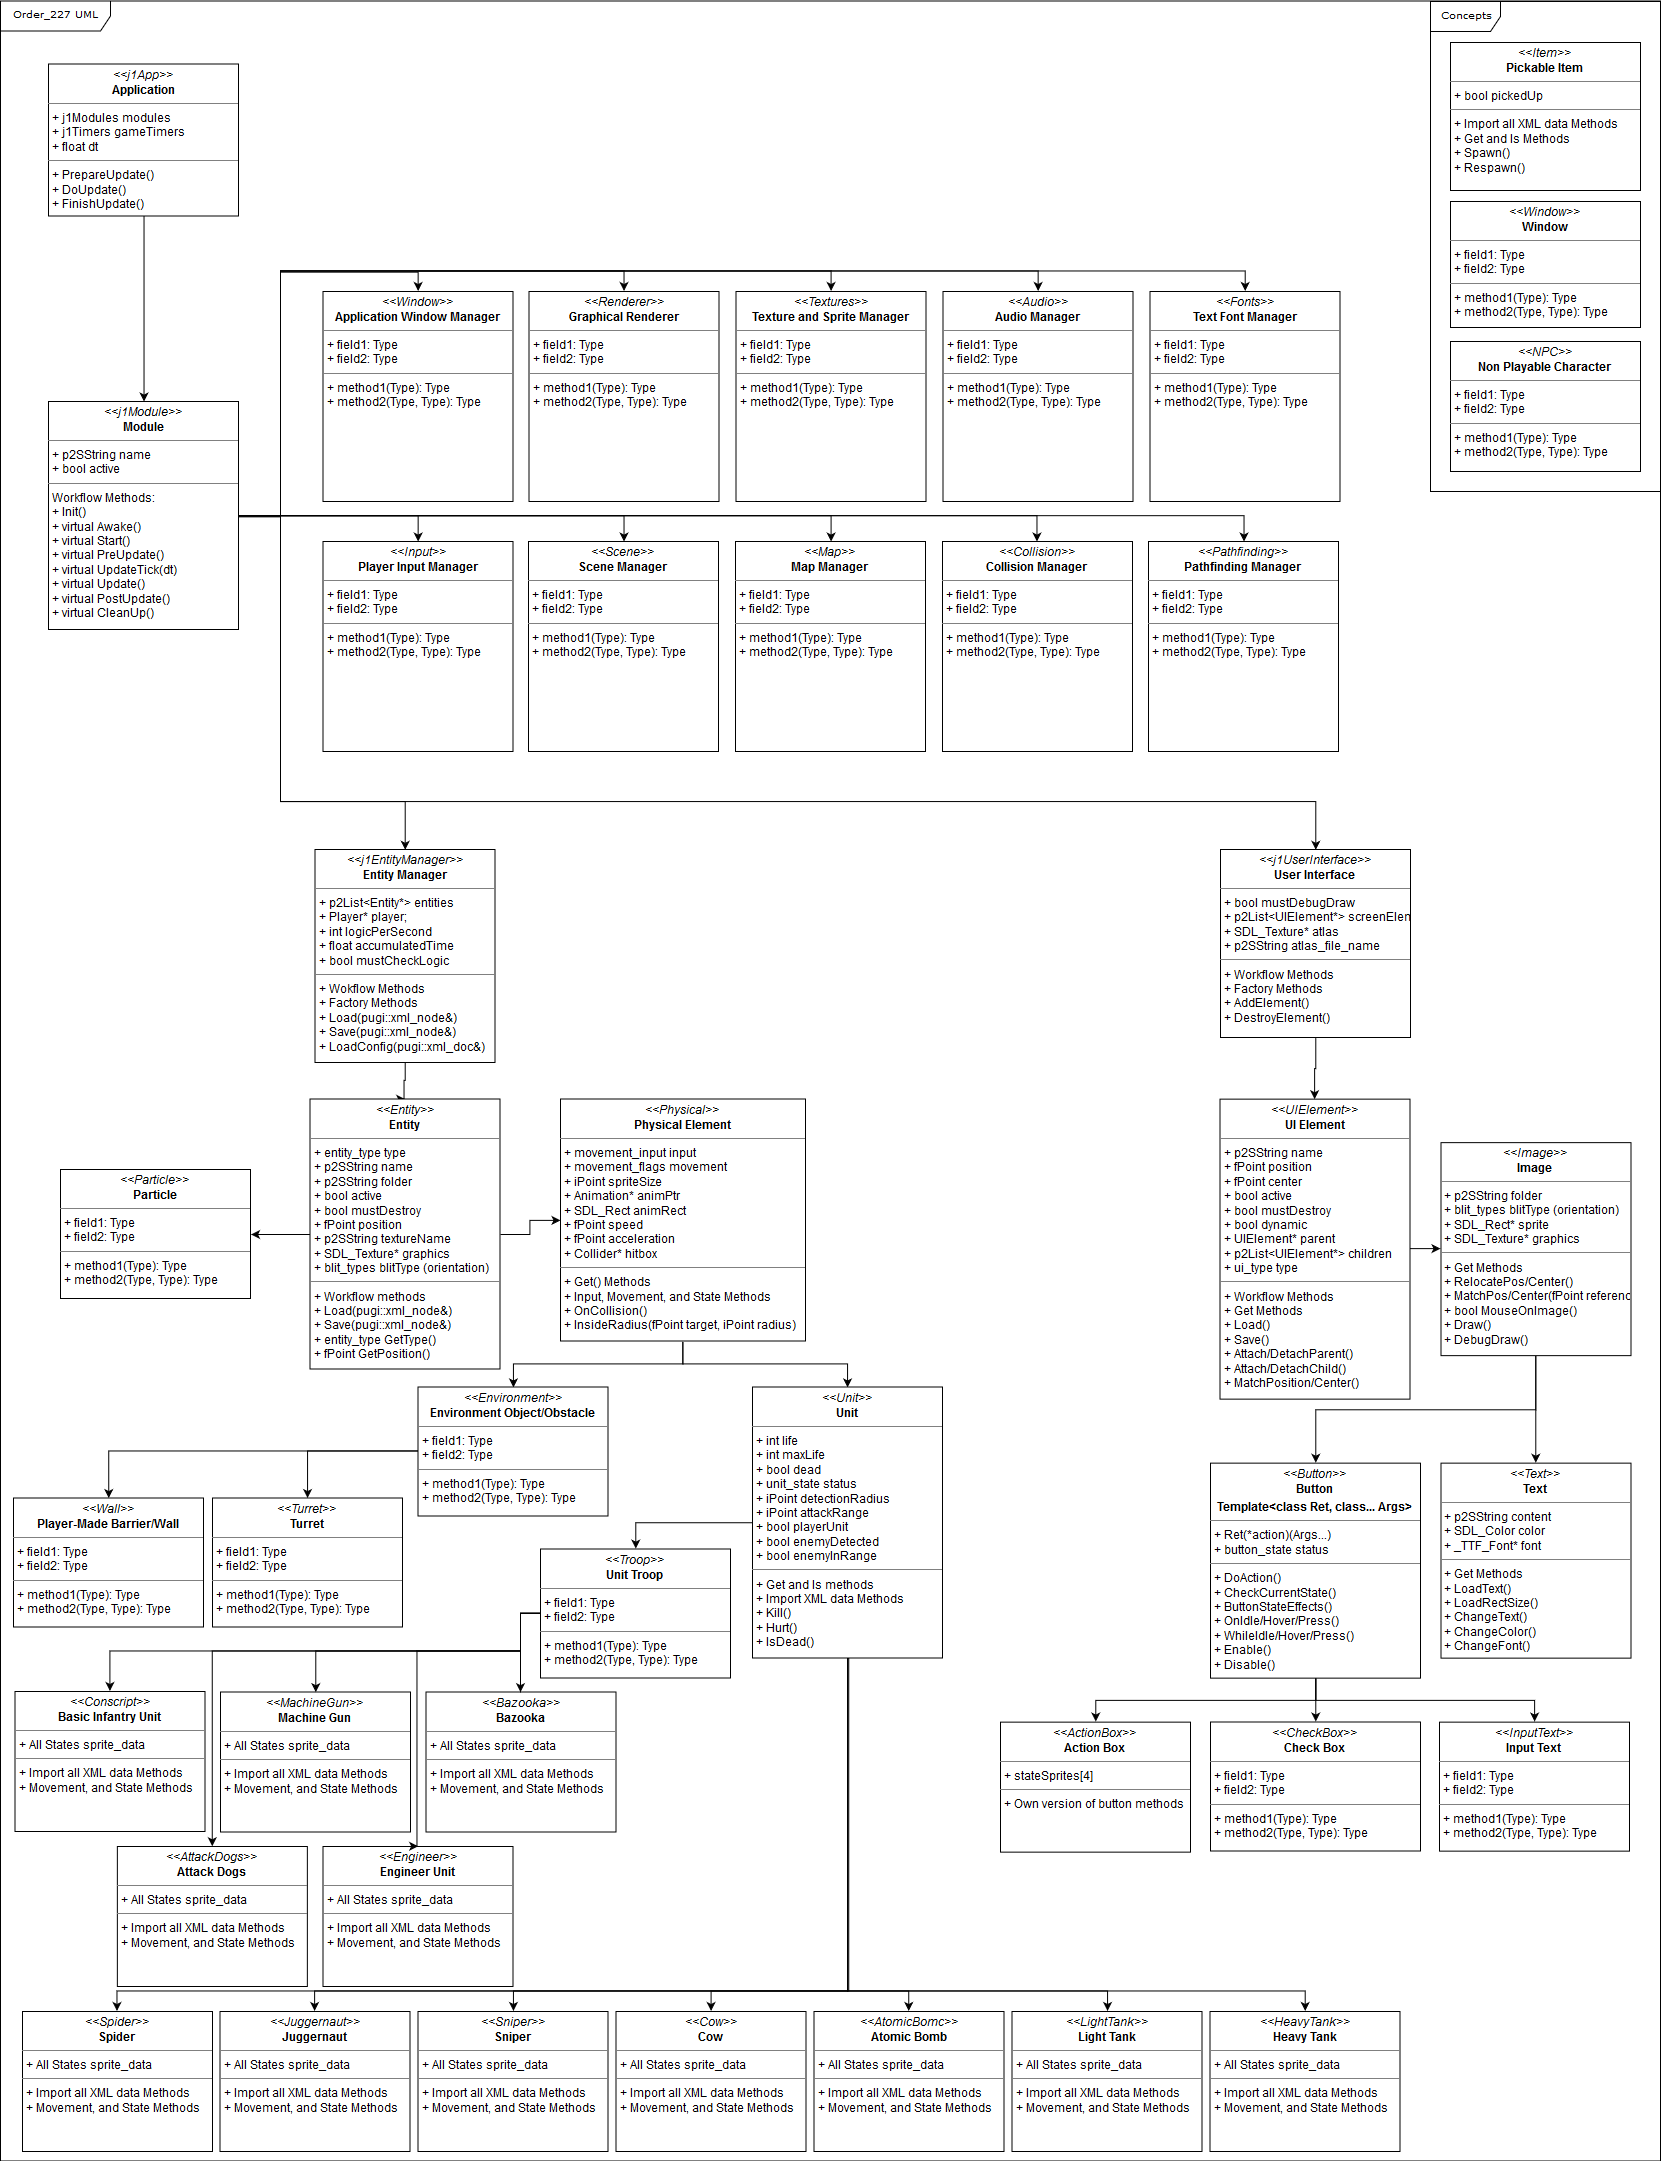 Order_227 UML
Concepts
<<Item>>
Pickable Item
+ bool pickedUp
+ Import all XML data Methods
+ Get and Is Methods
+ Spawn()
+ Respawn()
<<Window>>
Window
+ field1: Type
+ field2: Type
+ method1(Type): Type
+ method2(Type, Type): Type
<<NPC>>
Non Playable Character
+ field1: Type
+ field2: Type
+ method1(Type): Type
+ method2(Type, Type): Type
<<j1App>>
Application
+ j1Modules modules
+ j1Timers gameTimers
+ float dt
+ PrepareUpdate()
+ DoUpdate()
+ FinishUpdate()
<<j1Module>>
Module
+ p2SString name
+ bool active
Workflow Methods:
+ Init()
+ virtual Awake()
+ virtual Start()
+ virtual PreUpdate()
+ virtual UpdateTick(dt)
+ virtual Update()
+ virtual PostUpdate()
+ virtual CleanUp()
<<Window>>
Application Window Manager
+ field1: Type
+ field2: Type
+ method1(Type): Type
+ method2(Type, Type): Type
<<Renderer>>
Graphical Renderer
+ field1: Type
+ field2: Type
+ method1(Type): Type
+ method2(Type, Type): Type
<<Textures>>
Texture and Sprite Manager
+ field1: Type
+ field2: Type
+ method1(Type): Type
+ method2(Type, Type): Type
<<Audio>>
Audio Manager
+ field1: Type
+ field2: Type
+ method1(Type): Type
+ method2(Type, Type): Type
<<Fonts>>
Text Font Manager
+ field1: Type
+ field2: Type
+ method1(Type): Type
+ method2(Type, Type): Type
<<Input>>
Player Input Manager
+ field1: Type
+ field2: Type
+ method1(Type): Type
+ method2(Type, Type): Type
<<Scene>>
Scene Manager
+ field1: Type
+ field2: Type
+ method1(Type): Type
+ method2(Type, Type): Type
<<Map>>
Map Manager
+ field1: Type
+ field2: Type
+ method1(Type): Type
+ method2(Type, Type): Type
<<Collision>>
Collision Manager
+ field1: Type
+ field2: Type
+ method1(Type): Type
+ method2(Type, Type): Type
<<Pathfinding>>
Pathfinding Manager
+ field1: Type
+ field2: Type
+ method1(Type): Type
+ method2(Type, Type): Type
<<j1EntityManager>>
Entity Manager
+ p2List<Entity*> entities
+ Player* player;
+ int logicPerSecond
+ float accumulatedTime
+ bool mustCheckLogic
+ Wokflow Methods
+ Factory Methods
+ Load(pugi::xml_node&)
+ Save(pugi::xml_node&)
+ LoadConfig(pugi::xml_doc&)
<<j1UserInterface>>
User Interface
+ bool mustDebugDraw
+ p2List<UIElement*> screenElen
+ SDL_Texture* atlas
+ p2SString atlas_file_name
+ Workflow Methods
+ Factory Methods
+ AddElement()
+ DestroyElement()
<<Particle>>
Particle
+ field1: Type
+ field2: Type
+ method1(Type): Type
+ method2(Type, Type): Type
<<Entity>>
Entity
+ entity_type type
+ p2SString name
+ p2SString folder
+ bool active
+ bool mustDestroy
+ fPoint position
+ p2SString textureName
+ SDL_Texture* graphics
+ blit_types blitType (orientation)
+ Workflow methods
+ Load(pugi::xml_node&)
+ Save(pugi::xml_node&)
+ entity_type GetType()
+ fPoint GetPosition()
<<Physical>>
Physical Element
+ movement_input input
+ movement_flags movement
+ iPoint spriteSize
+ Animation* animPtr
+ SDL_Rect animRect
+ fPoint speed
+ fPoint acceleration
+ Collider* hitbox
+ Get() Methods
+ Input, Movement, and State Methods
+ OnCollision()
+ InsideRadius(fPoint target, iPoint radius)
<<UIElement>>
UI Element
+ p2SString name
+ fPoint position
+ fPoint center
+ bool active
+ bool mustDestroy
+ bool dynamic
+ UIElement* parent
+ p2List<UIElement*> children
+ ui_type type
+ Workflow Methods
+ Get Methods
+ Load()
+ Save()
+ Attach/DetachParent()
+ Attach/DetachChild()
+ MatchPosition/Center()
<<Image>>
Image
+ p2SString folder
+ blit_types blitType (orientation)
+ SDL_Rect* sprite
+ SDL_Texture* graphics
+ Get Methods
+ RelocatePos/Center()
+ MatchPos/Center(fPoint referenc
+ bool MouseOnImage()
+ Draw()
+ DebugDraw()
<<Environment>>
Environment Object/Obstacle
+ field1: Type
+ field2: Type
+ method1(Type): Type
+ method2(Type, Type): Type
<<Unit>>
Unit
+ int life
+ int maxLife
+ bool dead
+ unit_state status
+ iPoint detectionRadius
+ iPoint attackRange
+ bool playerUnit
+ bool enemyDetected
+ bool enemyInRange
+ Get and Is methods
+ Import XML data Methods
+ Kill()
+ Hurt()
+ IsDead()
<<Wall>>
Player-Made Barrier/Wall
+ field1: Type
+ field2: Type
+ method1(Type): Type
+ method2(Type, Type): Type
<<Turret>>
Turret
+ field1: Type
+ field2: Type
+ method1(Type): Type
+ method2(Type, Type): Type
<<Troop>>
Unit Troop
+ field1: Type
+ field2: Type
+ method1(Type): Type
+ method2(Type, Type): Type
<<Button>>
Button
Template<class Ret, class... Args>
+ Ret(*action)(Args...)
+ button_state status
+ DoAction()
+ CheckCurrentState()
+ ButtonStateEffects()
+ OnIdle/Hover/Press()
+ WhileIdle/Hover/Press()
+ Enable()
+ Disable()
<<Text>>
Text
+ p2SString content
+ SDL_Color color
+ _TTF_Font* font
+ Get Methods
+ LoadText()
+ LoadRectSize()
+ ChangeText()
+ ChangeColor()
+ ChangeFont()
<<Conscript>>
Basic Infantry Unit
+ All States sprite_data
+ Import all XML data Methods
+ Movement, and State Methods
<<MachineGun>>
Machine Gun
+ All States sprite_data
+ Import all XML data Methods
+ Movement, and State Methods
<<Bazooka>>
Bazooka
+ All States sprite_data
+ Import all XML data Methods
+ Movement, and State Methods
<<ActionBox>>
Action Box
+ stateSprites[4]
+ Own version of button methods
<<CheckBox>>
Check Box
+ field1: Type
+ field2: Type
+ method1(Type): Type
+ method2(Type, Type): Type
<<InputText>>
Input Text
+ field1: Type
+ field2: Type
+ method1(Type): Type
+ method2(Type, Type): Type
<<AttackDogs>>
Attack Dogs
+ All States sprite_data
+ Import all XML data Methods
+ Movement, and State Methods
<<Engineer>>
Engineer Unit
+ All States sprite_data
+ Import all XML data Methods
+ Movement, and State Methods
<<Spider>>
Spider
+ All States sprite_data
+ Import all XML data Methods
+ Movement, and State Methods
<<Juggernaut>>
Juggernaut
+ All States sprite_data
+ Import all XML data Methods
+ Movement, and State Methods
<<Sniper>>
Sniper
+ All States sprite_data
+ Import all XML data Methods
+ Movement, and State Methods
<<Cow>>
Cow
+ All States sprite_data
+ Import all XML data Methods
+ Movement, and State Methods
<<AtomicBomc>>
Atomic Bomb
+ All States sprite_data
+ Import all XML data Methods
+ Movement, and State Methods
<<LightTank>>
Light Tank
+ All States sprite_data
+ Import all XML data Methods
+ Movement, and State Methods
<<HeavyTank>>
Heavy Tank
+ All States sprite_data
+ Import all XML data Methods
+ Movement, and State Methods